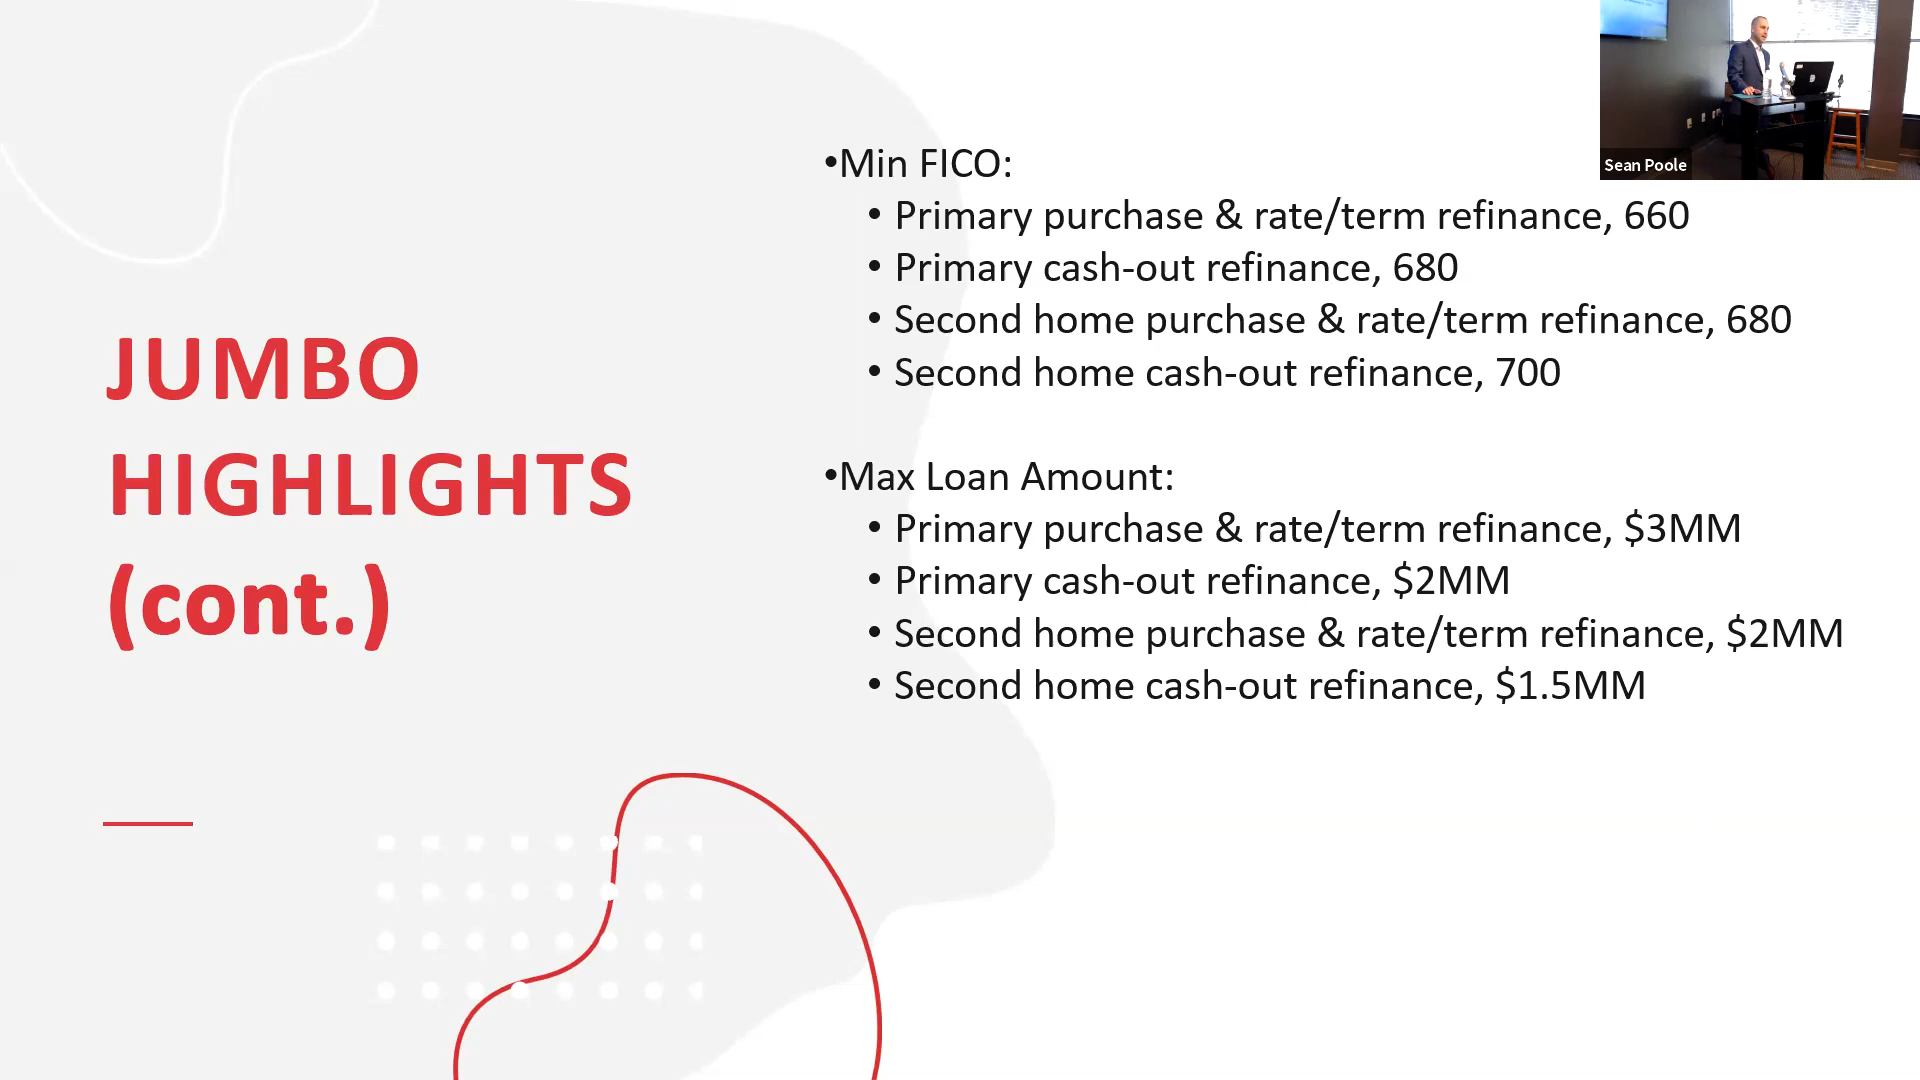 JUMBO
HIGHLIGHTS
(cont.)
•Min FICO:
• Primary purchase & rate/term refinance, 660
• Primary cash-out refinance, 680
• Second home purchase & rate/term refinance, 680
• Second home cash-out refinance, 700
•Max Loan Amount:
• Primary purchase & rate/term refinance, $3MM
• Primary cash-out refinance, $2MM
• Second home purchase & rate/term refinance, $2MM
• Second home cash-out refinance, $1.5MM
Sean Poole